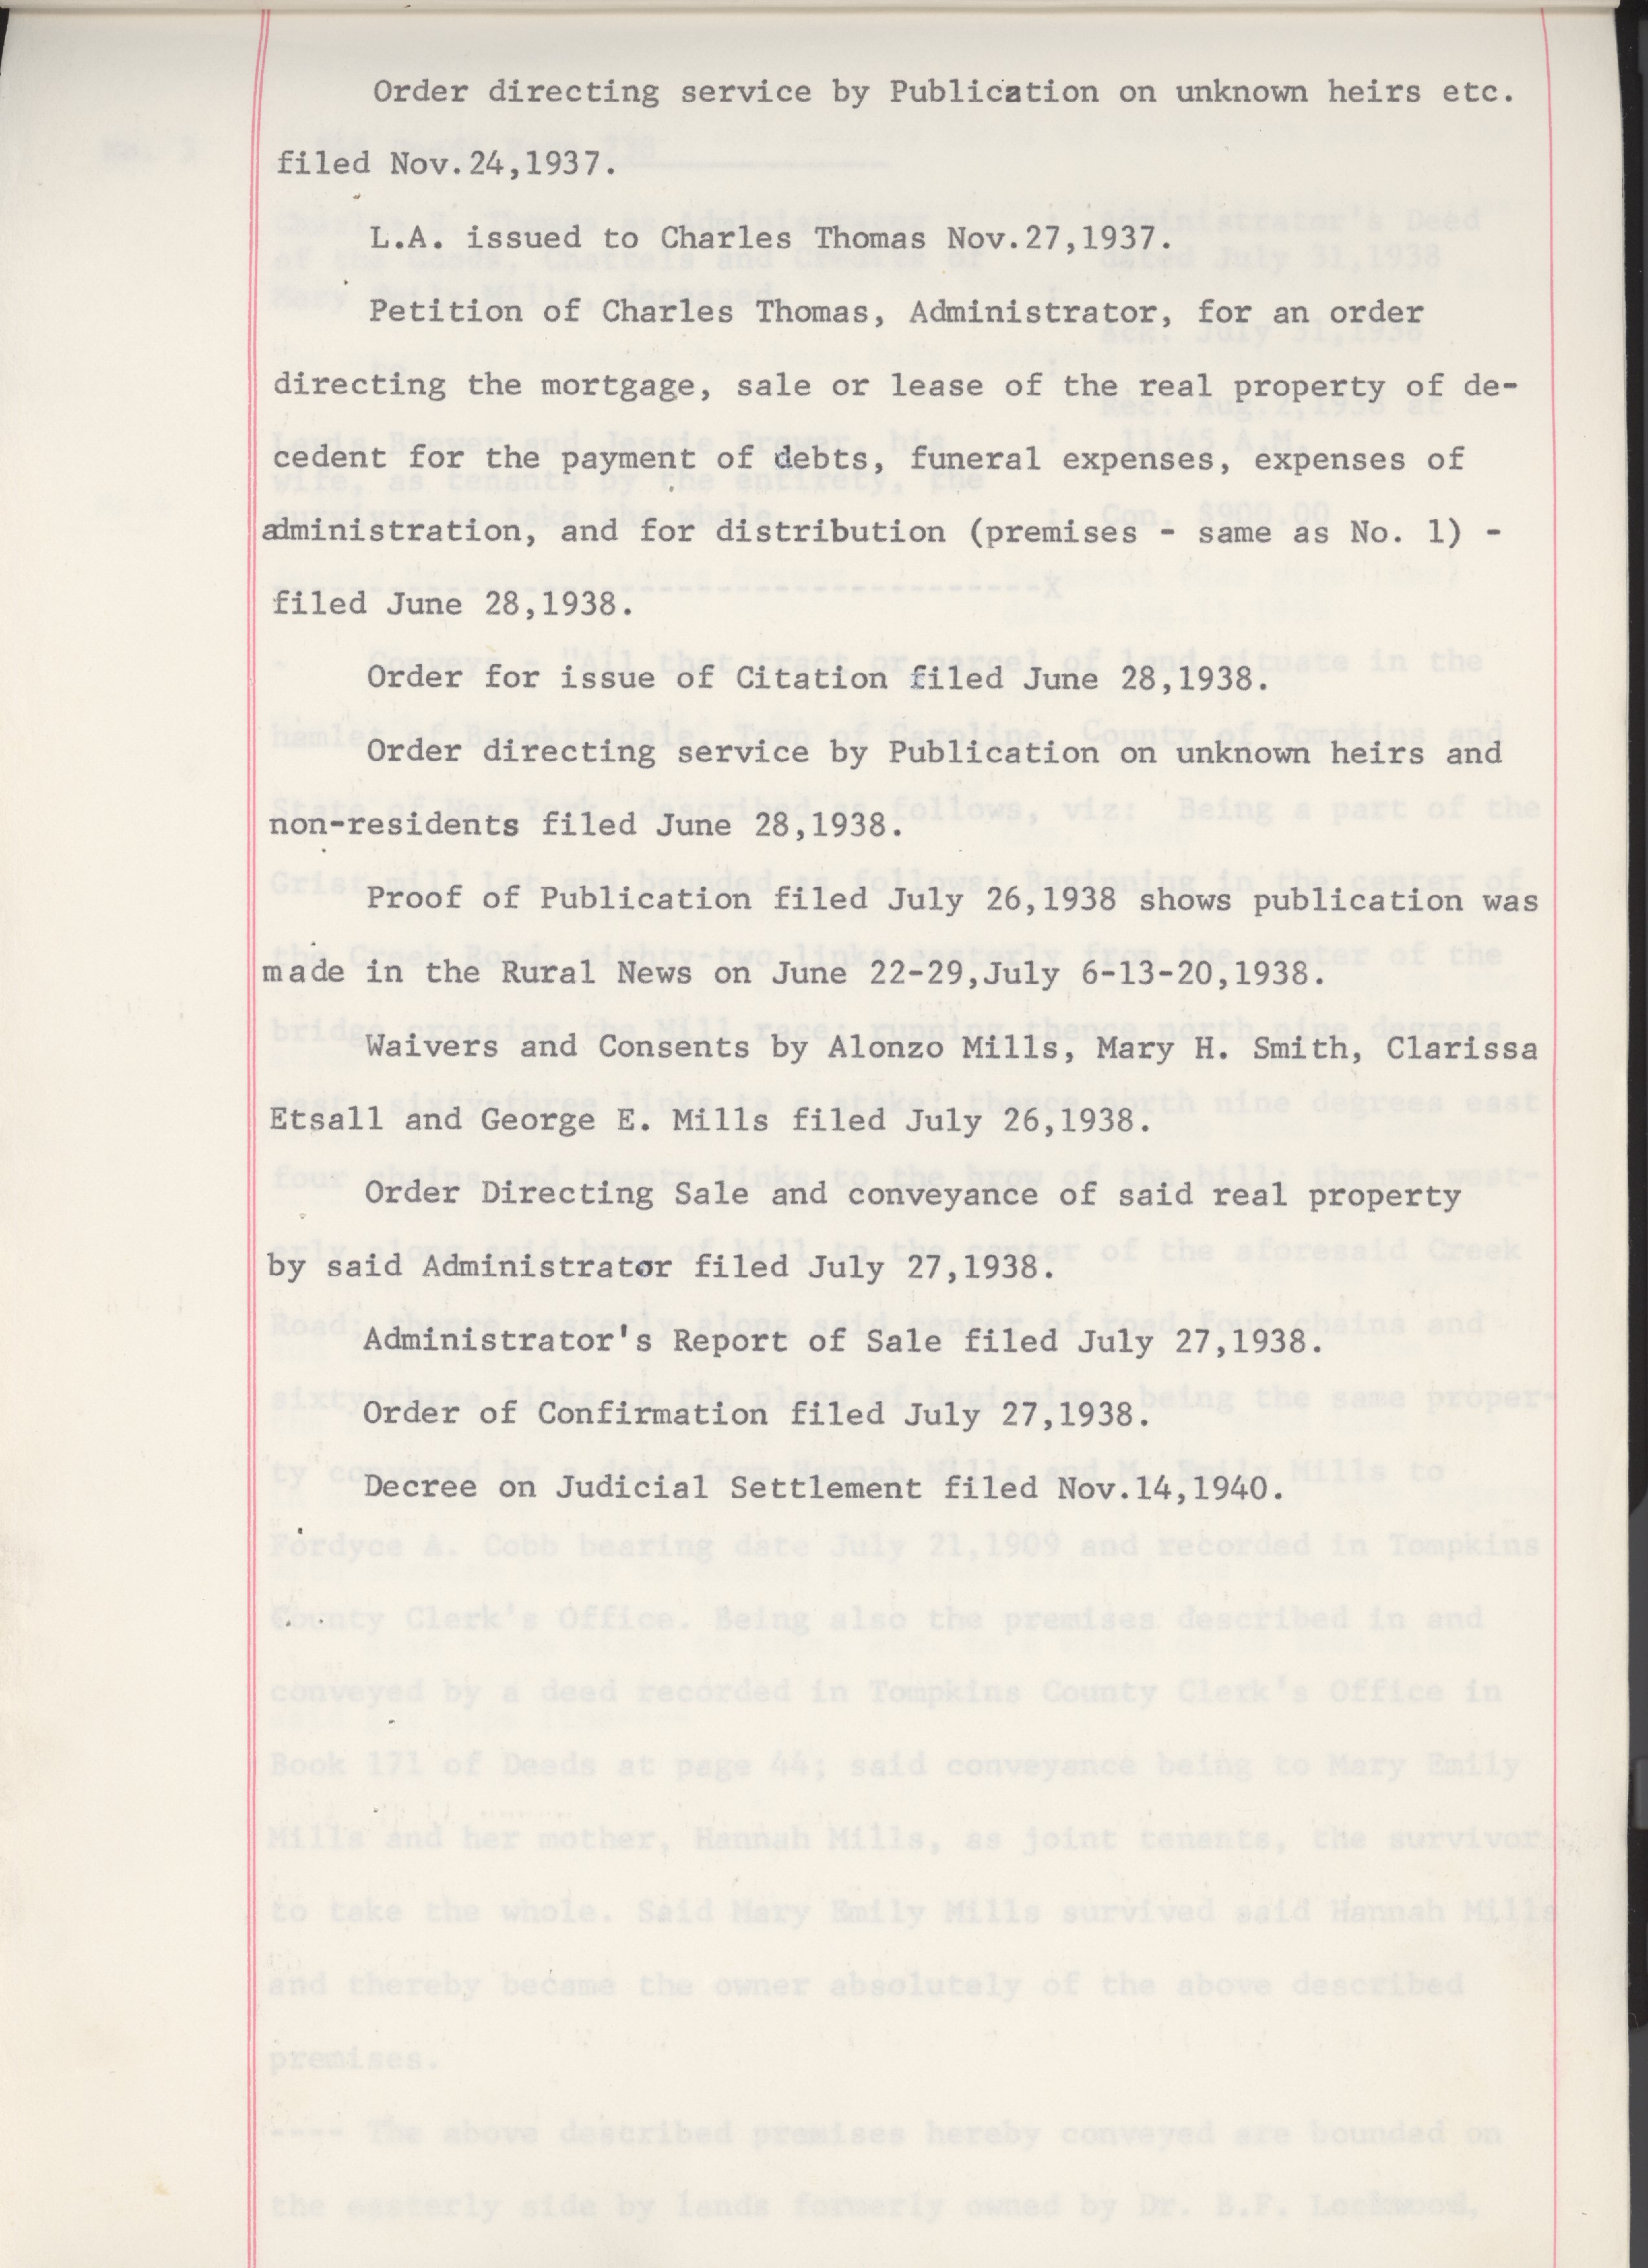 Order directing service by Publication on unknown heirs etc.
filed Nov.24,1937.
L.A. issued to Charles Thomas Nov.27,1937.
Petition of Charles Thomas, Administrator, for an order
directing the mortgage, sale or lease of the real property of de-
cedent for the payment of debts, funeral expenses, expenses of
administration, and for distribution (premises - same as No. 1) -
filed June 28,1938.
Order for issue of Citation filed June 28,1938.
Order directing service by Publication on unknown heirs and
non-residents filed June 28,1938.
Proof of Publication filed July 26,1938 shows publication was
made in the Rural News on June 22-29,July 6-13-20,1938.
Waivers and Consents by Alonzo Mills, Mary H. Smith, Clarissa
Etsall and George E. Mills filed July 26,1938.
Order Directing Sale and conveyance of said real property
by said Administrator filed July 27,1938.
Administrator's Report of Sale filed July 27,1938.
Order of Confirmation filed July 27,1938.
Decree on Judicial Settlement filed Nov.14,1940.